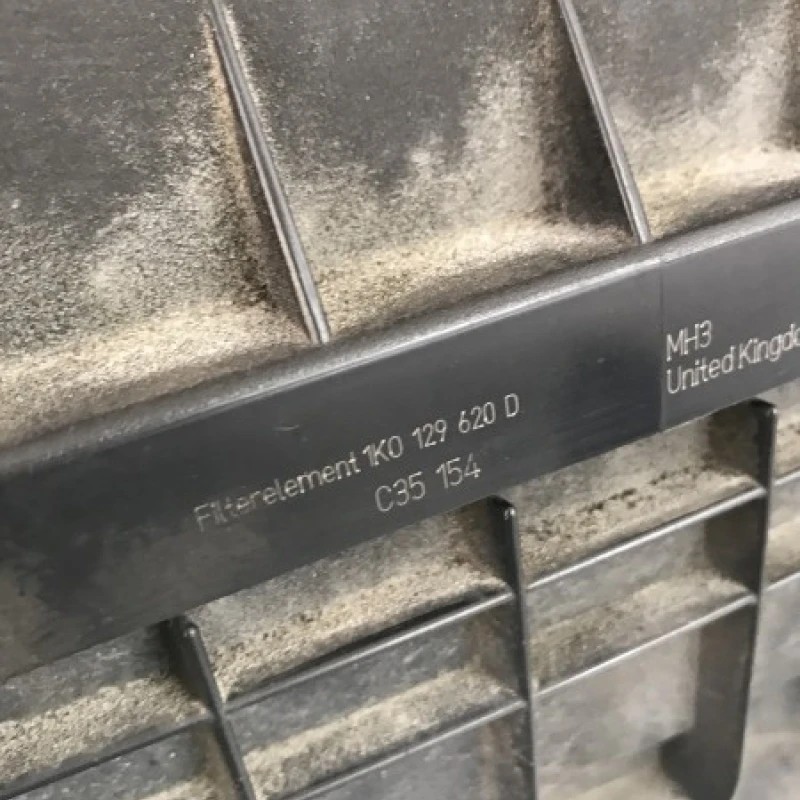 MH3
United Kingdo
Filterelement 1K0 129 620 D
C35 154